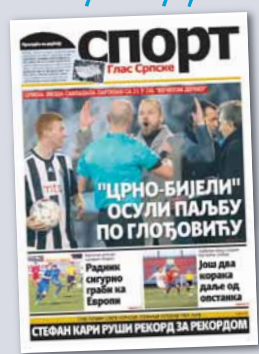 спорт
Глас Српске
"ЦРНО-БИЈЕЛИ"
ОСУЛИ ПАЉБУ
ПО ГЛОЂОВИЋУ
Радник
сигурно
граби ка
Европи
Још два
корака
даље од
опстанка
СТЕФАН КАРИ РУШИ РЕКОРД ЗА РЕКОРДОМ